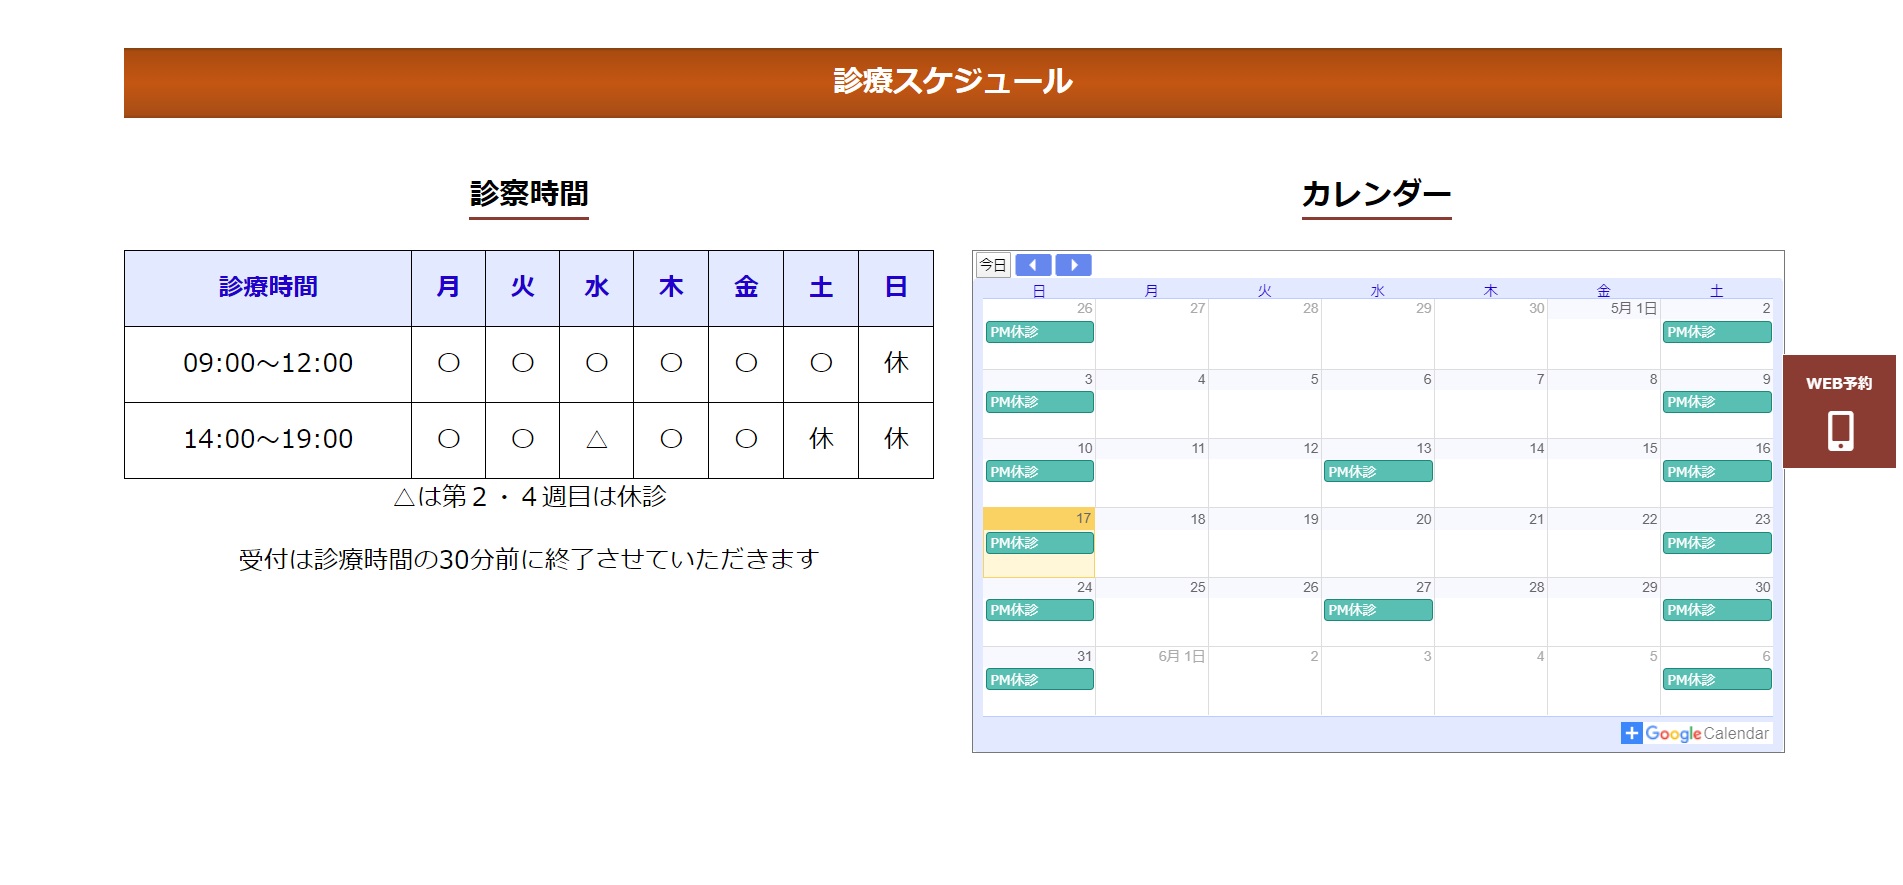 診療スケジュール
診察時間
診療時間 月 火 水 木 金 土 日
09:00～12:00 〇 〇 〇 〇 〇 〇 休
14:00～19:00 〇 〇 △ 〇 〇 休 休
△は第２・４週目は休診
受付は診療時間の30分前に終了させていただきます
カレンダー
今日
日 月 火 水 木 金 土
26 27 28 29 30 5月 1日 2
PM休診 PM休診
3 4 5 6 7 8 9
PM休診 PM休診
10 11 12 13 14 15 16
PM休診 PM休診 PM休診
17 18 19 20 21 22 23
PM休診 PM休診
24 25 26 27 28 29 30
PM休診 PM休診 PM休診
31 6月 1日 2 3 4 5 6
PM休診 PM休診
Google Calendar
WEB予約